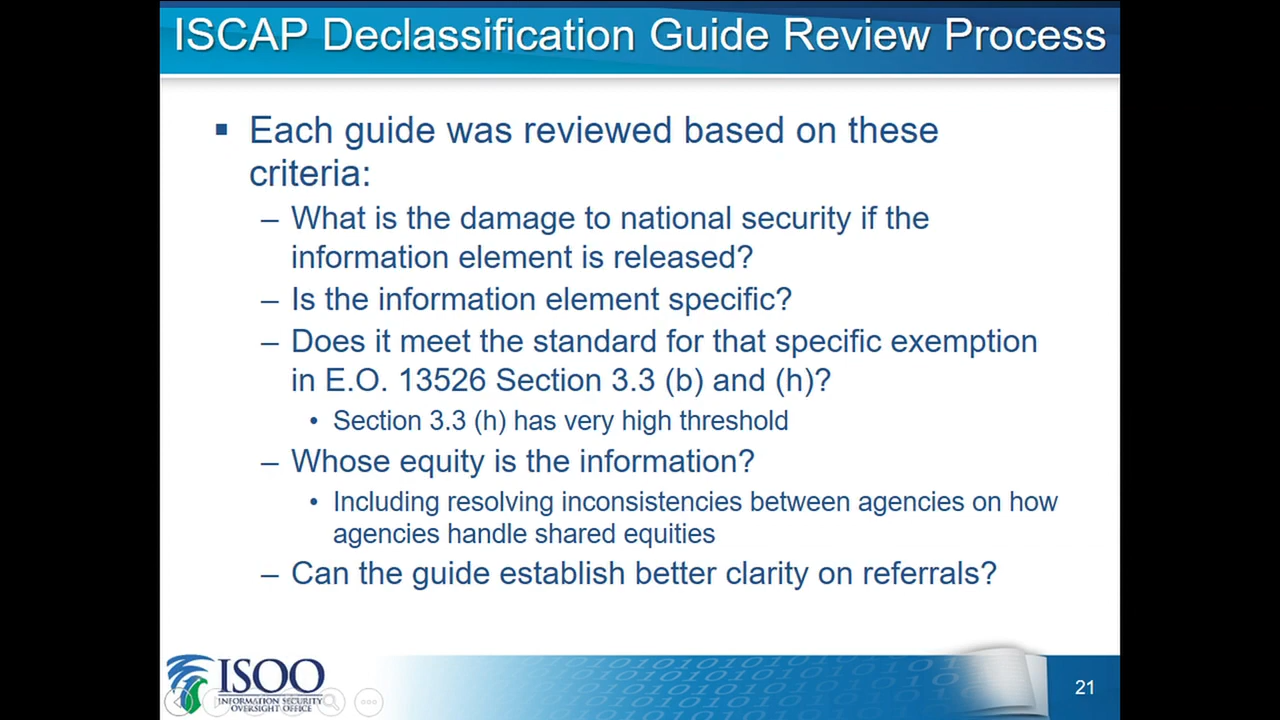 ISCAP Declassification Guide Review Process
▪ Each guide was reviewed based on these
criteria:
– What is the damage to national security if the
information element is released?
– Is the information element specific?
– Does it meet the standard for that specific exemption
in E.O. 13526 Section 3.3 (b) and (h)?
• Section 3.3 (h) has very high threshold
– Whose equity is the information?
• Including resolving inconsistencies between agencies on how
agencies handle shared equities
– Can the guide establish better clarity on referrals?
ISOO
INFORMATION SECURITY
OVERSIGHT OFFICE
21